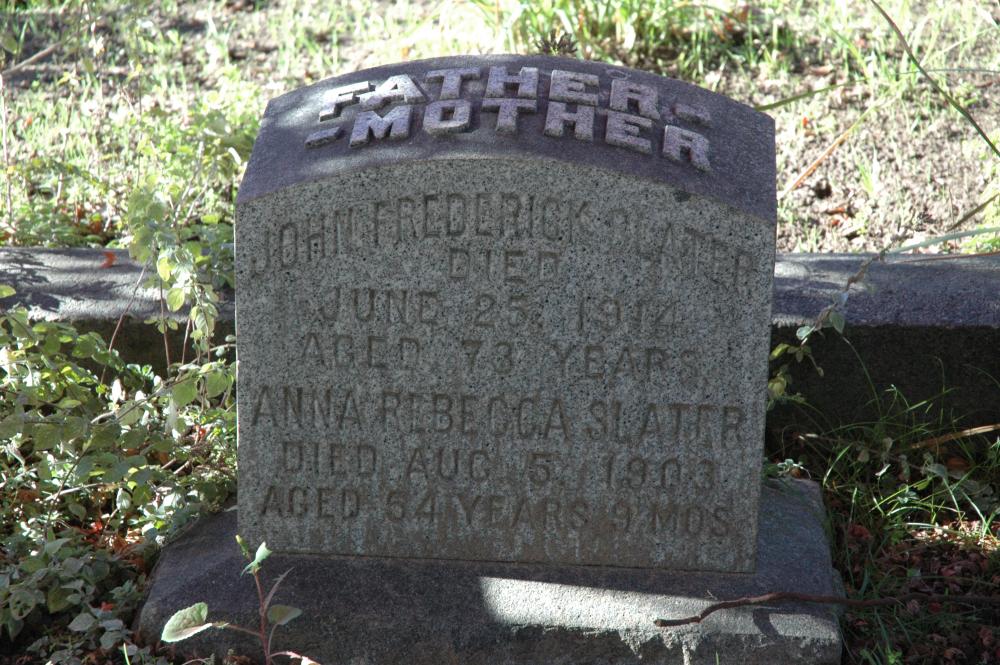 FATHER-
-MOTHER
JOHN FREDERICK SLATER
DIED
JUNE 25, 1914
AGED 73 YEARS.
ANNA REBECCA SLATER
DIED AUG 5, 1903
AGED 54 YEARS 9 MOS